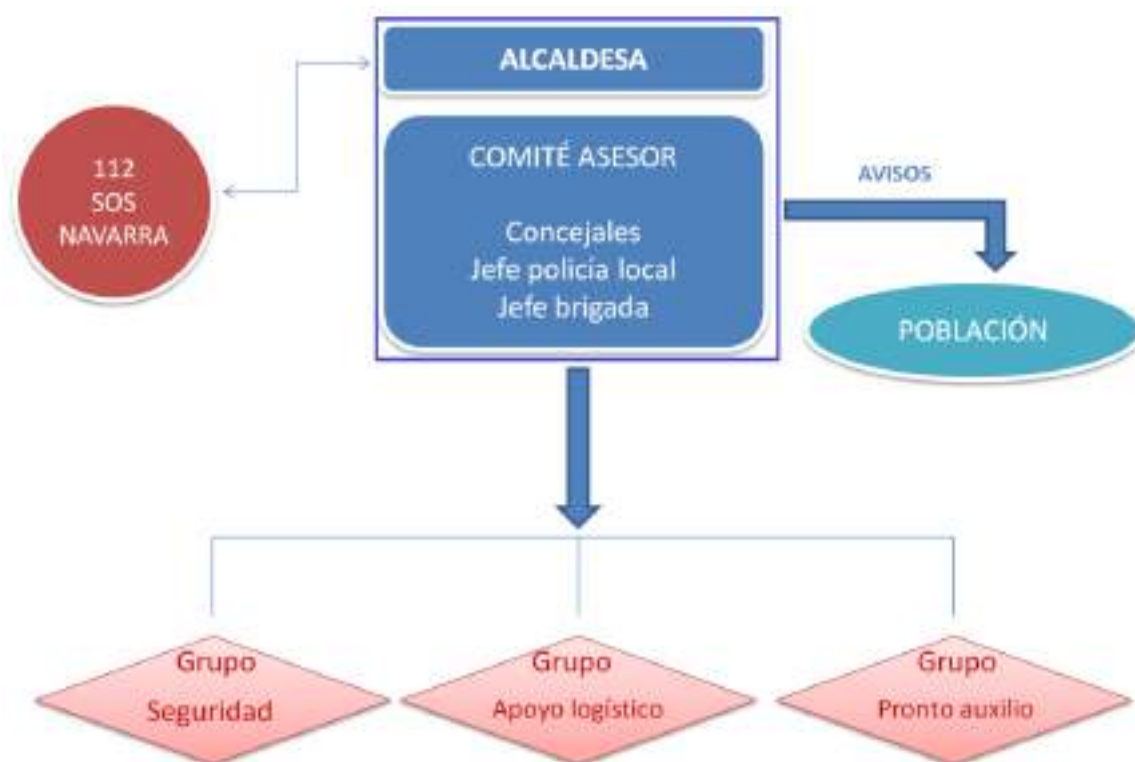 ALCALDESA
112
SOS
NAVARRA
COMITÉ ASESOR
Concejales
Jefe policía local
Jefe brigada
AVISOS
POBLACIÓN
Grupo
Seguridad
Grupo
Apoyo logístico
Grupo
Pronto auxilio